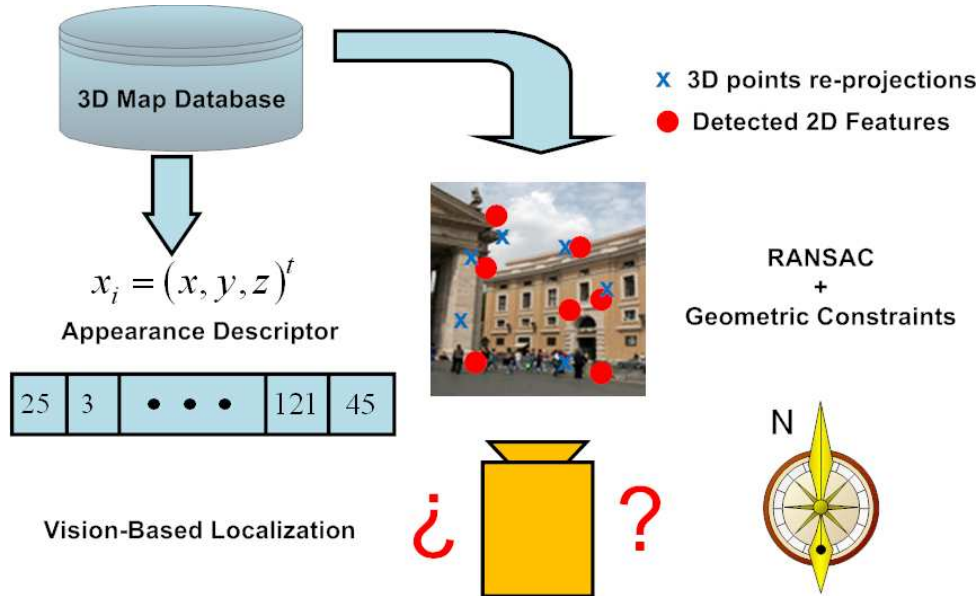 3D Map Database
x 3D points re-projections
Detected 2D Features
x_i = (x, y, z)^t
Appearance Descriptor
25 3 • • • 121 45
RANSAC
+
Geometric Constraints
N
Vision-Based Localization
¿ ?